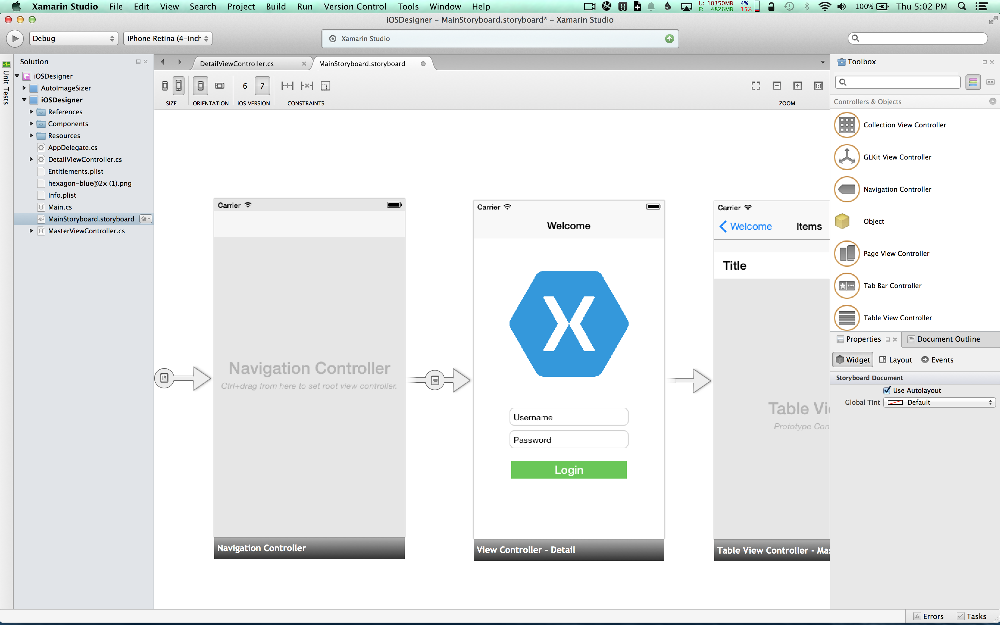 Xamarin Studio File Edit View Search Project Build Run Version Control Tools Window Help U: 10350MB 4% 100% Thu 5:02 PM
F: 4826MB 15%
iOSDesigner – MainStoryboard.storyboard* – Xamarin Studio
Debug iPhone Retina (4-inch Xamarin Studio
Unit Tests
Solution
iOSDesigner
AutoImageSizer
iOSDesigner
References
Components
Resources
AppDelegate.cs
DetailViewController.cs
Entitlements.plist
hexagon-blue@2x (1).png
Info.plist
Main.cs
MainStoryboard.storyboard
MasterViewController.cs
DetailViewController.cs MainStoryboard.storyboard
6 7
SIZE ORIENTATION iOS VERSION CONSTRAINTS ZOOM
Carrier
Navigation Controller
Ctrl+drag from here to set root view controller.
Navigation Controller
Carrier
Welcome
X
Username
Password
Login
View Controller - Detail
Carrier
Welcome Items
Title
Table Vi
Prototype Con
Table View Controller - Mas
Toolbox
Controllers & Objects
Collection View Controller
GLKit View Controller
Navigation Controller
Object
Page View Controller
Tab Bar Controller
Table View Controller
Properties Document Outline
Widget Layout Events
Storyboard Document
Use Autolayout
Global Tint Default
Errors Tasks